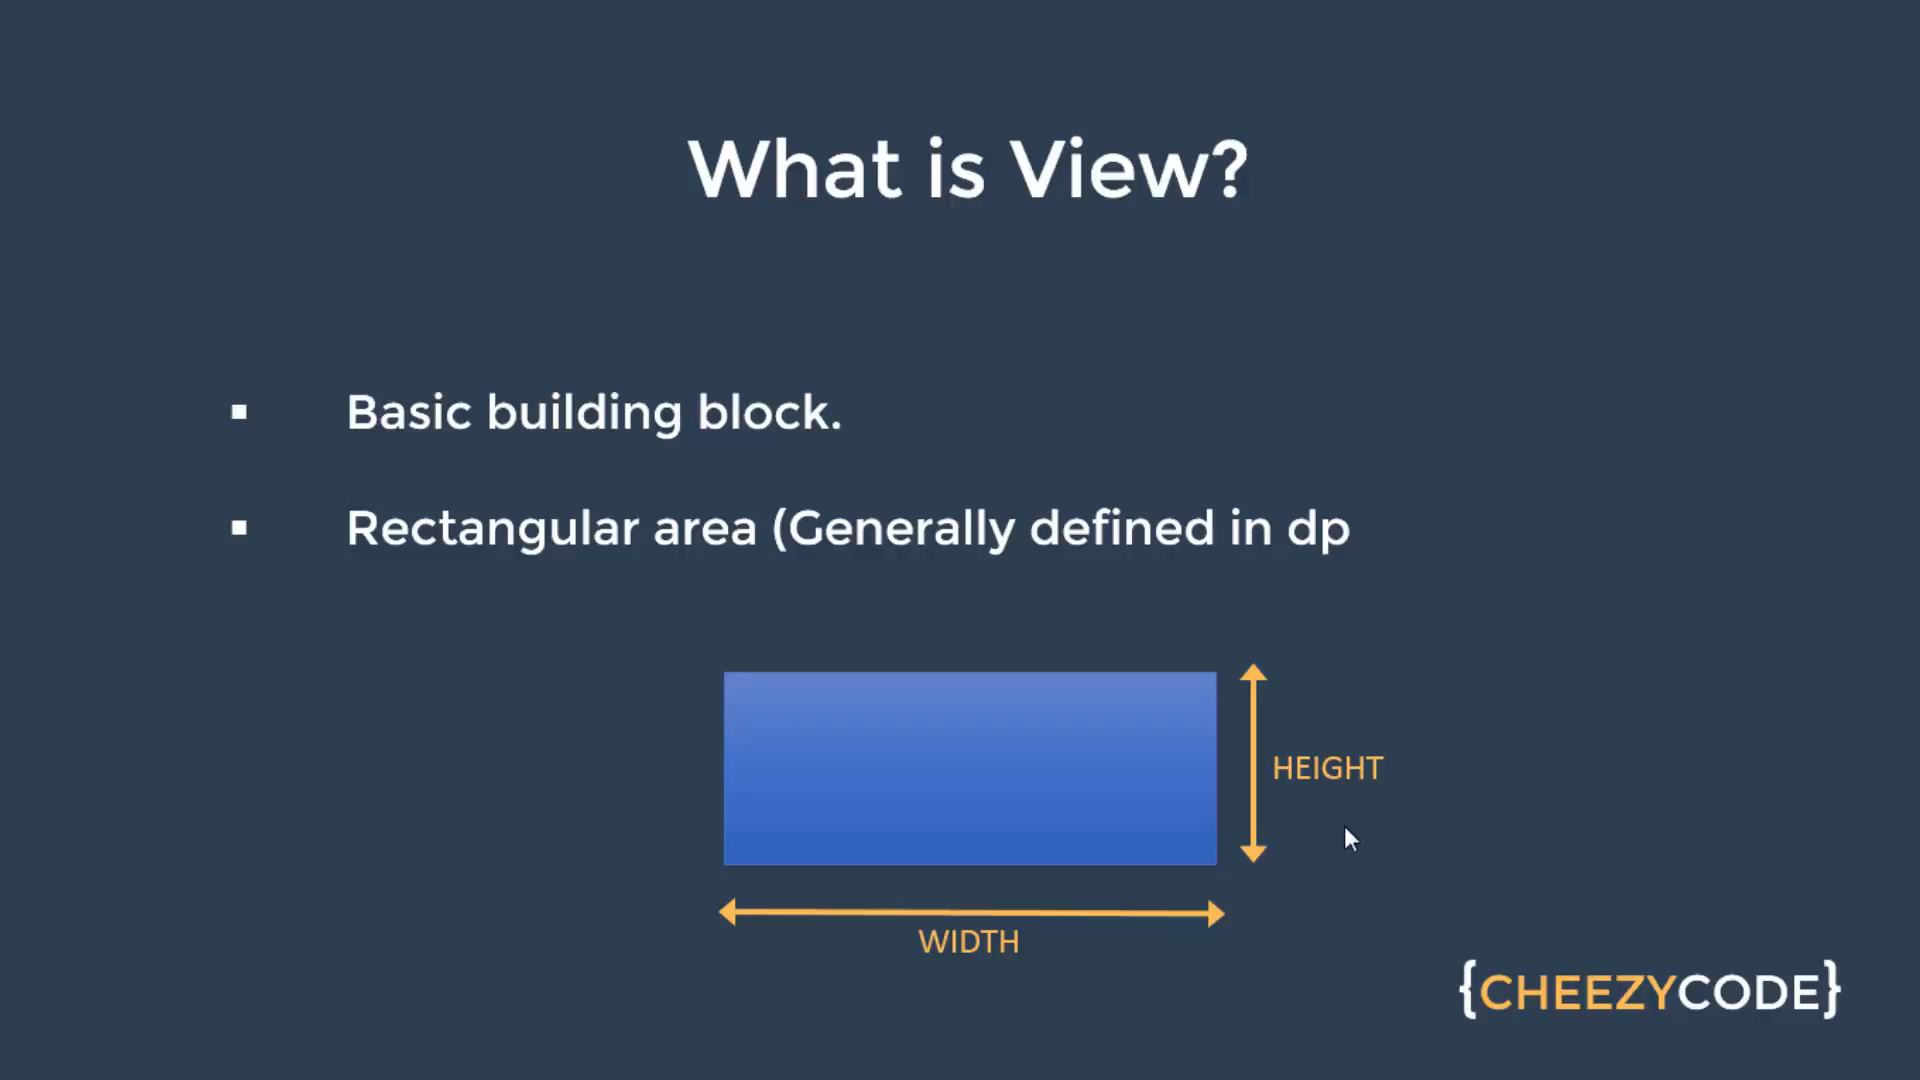 What is View?
▪ Basic building block.
▪ Rectangular area (Generally defined in dp
HEIGHT
WIDTH
{CHEEZYCODE}